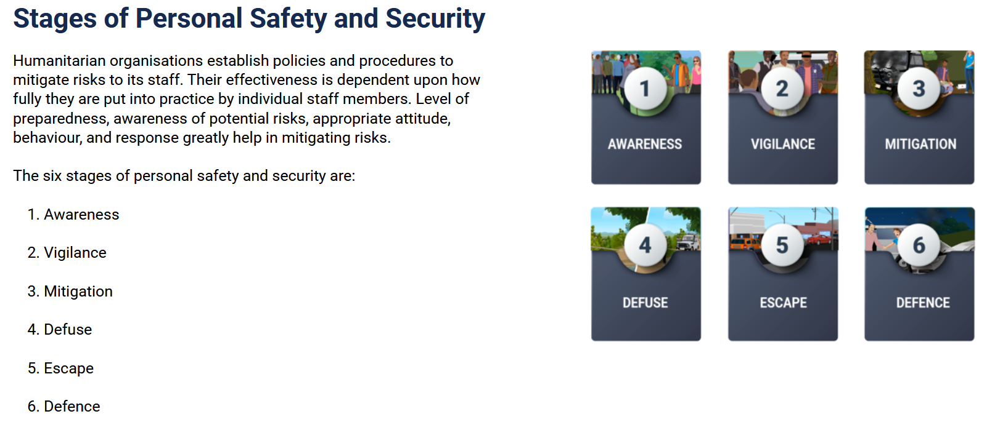 Stages of Personal Safety and Security
Humanitarian organisations establish policies and procedures to
mitigate risks to its staff. Their effectiveness is dependent upon how
fully they are put into practice by individual staff members. Level of
preparedness, awareness of potential risks, appropriate attitude,
behaviour, and response greatly help in mitigating risks.
The six stages of personal safety and security are:
1. Awareness
2. Vigilance
3. Mitigation
4. Defuse
5. Escape
6. Defence
1
AWARENESS
2
VIGILANCE
3
MITIGATION
4
DEFUSE
5
ESCAPE
6
DEFENCE